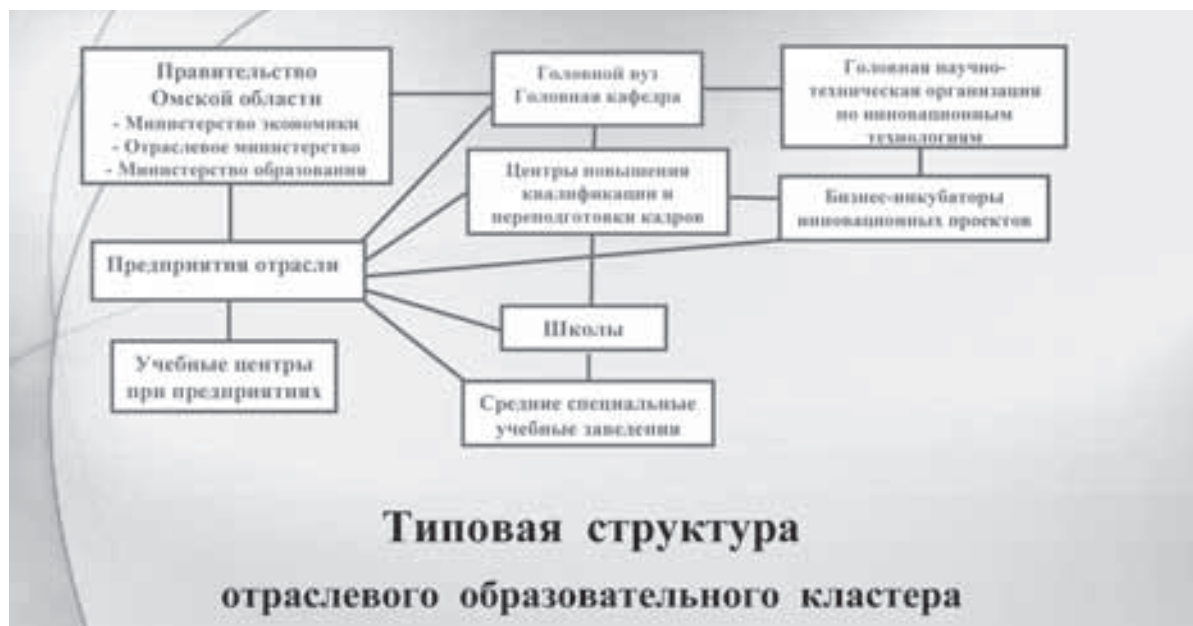 Правительство
Омской области
- Министерство экономики
- Отраслевое министерство
- Министерство образования
Головной вуз
Головная кафедра
Головная научно-
техническая организация
по инновационным
технологиям
Центры повышения
квалификации и
переподготовки кадров
Бизнес-инкубаторы
инновационных проектов
Предприятия отрасли
Школы
Учебные центры
при предприятиях
Средние специальные
учебные заведения
Типовая структура
отраслевого образовательного кластера